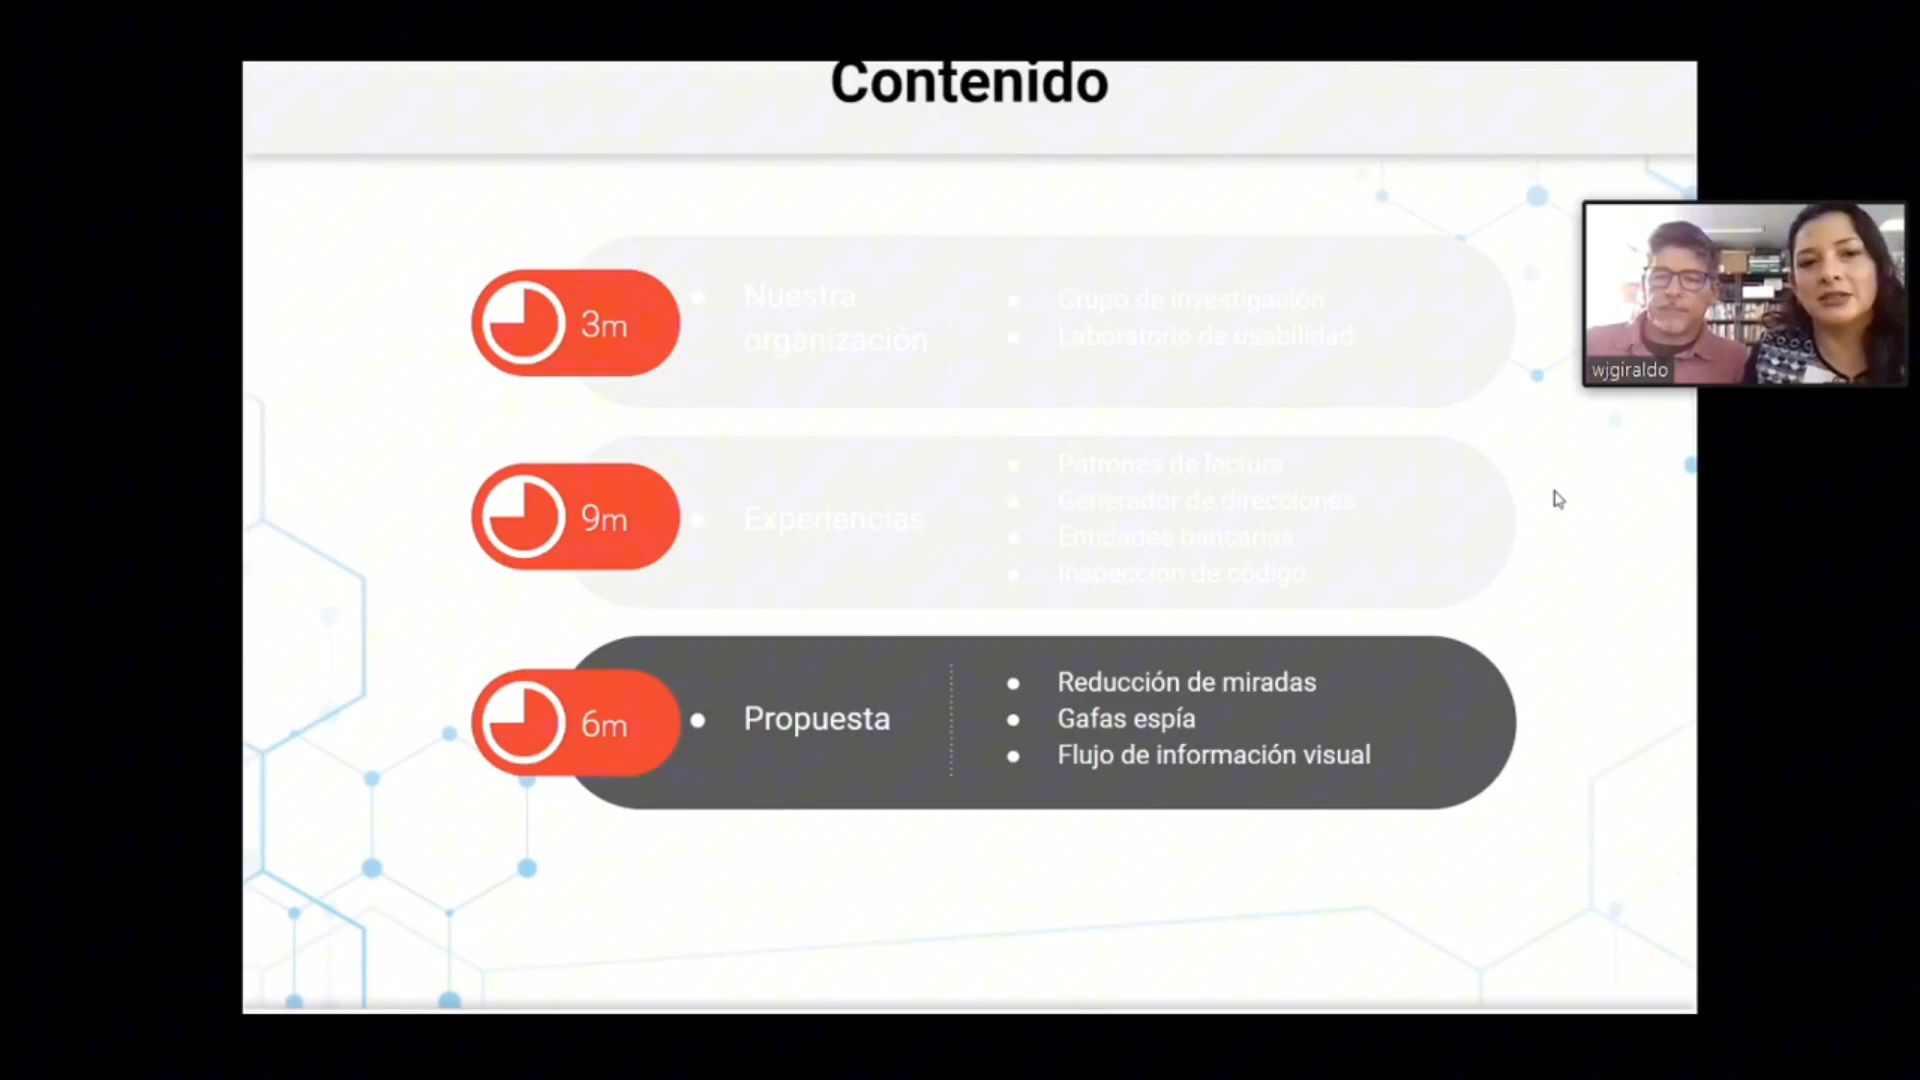 Contenido
3m
Nuestra
organización
Grupo de investigación
Laboratorio de usabilidad
9m
Experiencias
Patrones de lectura
Generador de direcciones
Entidades bancarias
Inspección de código
6m
Propuesta
Reducción de miradas
Gafas espía
Flujo de información visual
wjgiraldo